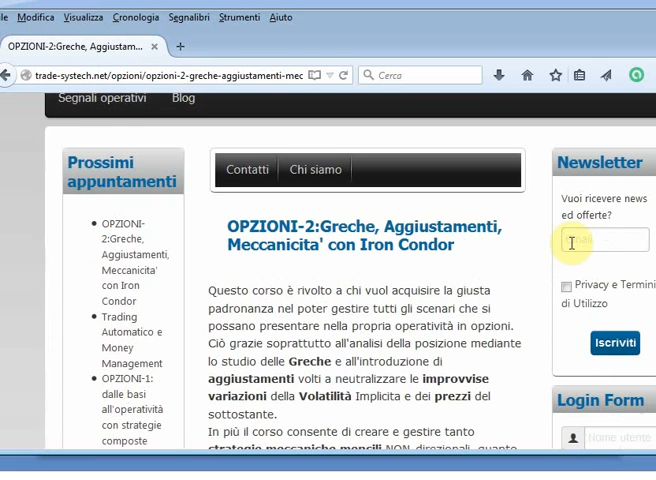 le Modifica Visualizza Cronologia Segnalibri Strumenti Aiuto
OPZIONI-2:Greche, Aggiustam... × +
trade-systech.net/opzioni/opzioni-2-greche-aggiustamenti-mec
Cerca
Segnali operativi Blog
Prossimi
appuntamenti
OPZIONI-
2:Greche,
Aggiustamenti,
Meccanicita'
con Iron
Condor
Trading
Automatico e
Money
Management
OPZIONI-1:
dalle basi
all'operatività
con strategie
composte
Contatti Chi siamo
OPZIONI-2:Greche, Aggiustamenti,
Meccanicita' con Iron Condor
Questo corso è rivolto a chi vuol acquisire la giusta
padronanza nel poter gestire tutti gli scenari che si
possano presentare nella propria operatività in opzioni.
Ciò grazie soprattutto all'analisi della posizione mediante
lo studio delle Greche e all'introduzione di
aggiustamenti volti a neutralizzare le improvvise
variazioni della Volatilità Implicita e dei prezzi del
sottostante.
In più il corso consente di creare e gestire tanto
strategie meccaniche mensili NON-direzionali, quanto
Newsletter
Vuoi ricevere news
ed offerte?
Privacy e Termini
di Utilizzo
Iscriviti
Login Form
Nome utente